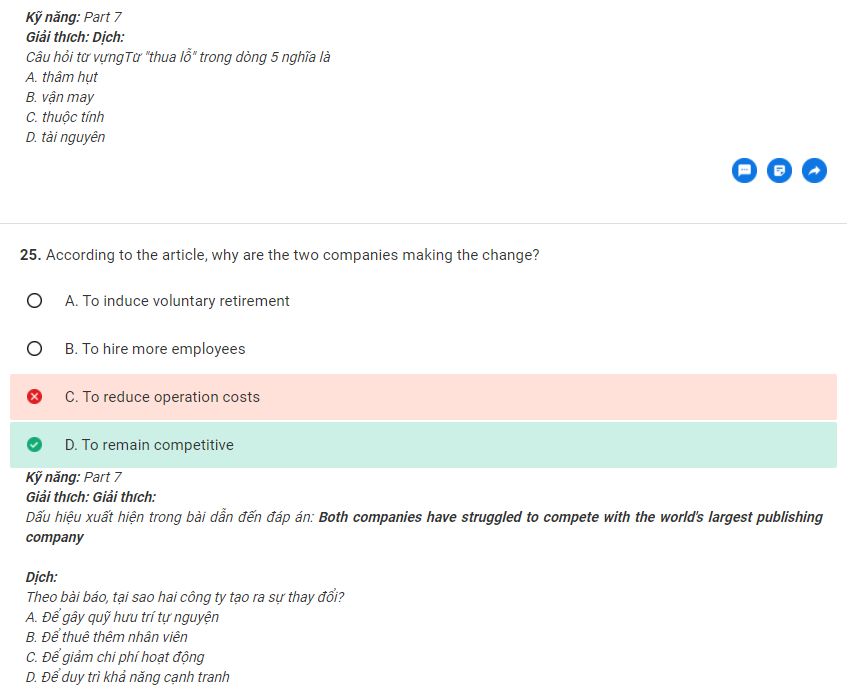 Kỹ năng: Part 7
Giải thích: Dịch:
Câu hỏi từ vựngTừ "thua lỗ" trong dòng 5 nghĩa là
A. thâm hụt
B. vận may
C. thuộc tính
D. tài nguyên
25. According to the article, why are the two companies making the change?
A. To induce voluntary retirement
B. To hire more employees
C. To reduce operation costs
D. To remain competitive
Kỹ năng: Part 7
Giải thích: Giải thích:
Dấu hiệu xuất hiện trong bài dẫn đến đáp án: Both companies have struggled to compete with the world's largest publishing
company
Dịch:
Theo bài báo, tại sao hai công ty tạo ra sự thay đổi?
A. Để gây quỹ hưu trí tự nguyện
B. Để thuê thêm nhân viên
C. Để giảm chi phí hoạt động
D. Để duy trì khả năng cạnh tranh